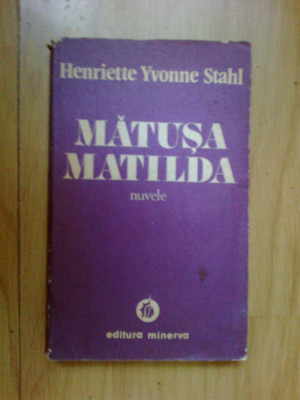 Henriette Yvonne Stahl
MĂTUȘA
MATILDA
nuvele
editura minerva